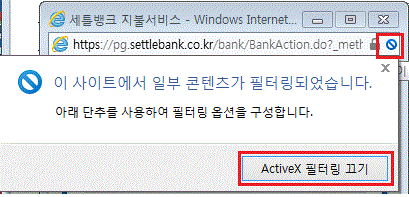 세틀뱅크 지불서비스 - Windows Internet
https://pg.settlebank.co.kr/bank/BankAction.do?_meth
이 사이트에서 일부 콘텐츠가 필터링되었습니다.
아래 단추를 사용하여 필터링 옵션을 구성합니다.
ActiveX 필터링 끄기